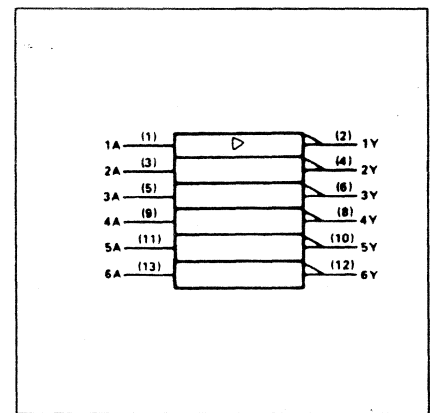 1A (1) (2) 1Y
2A (3) (4) 2Y
3A (5) (6) 3Y
4A (9) (8) 4Y
5A (11) (10) 5Y
6A (13) (12) 6Y